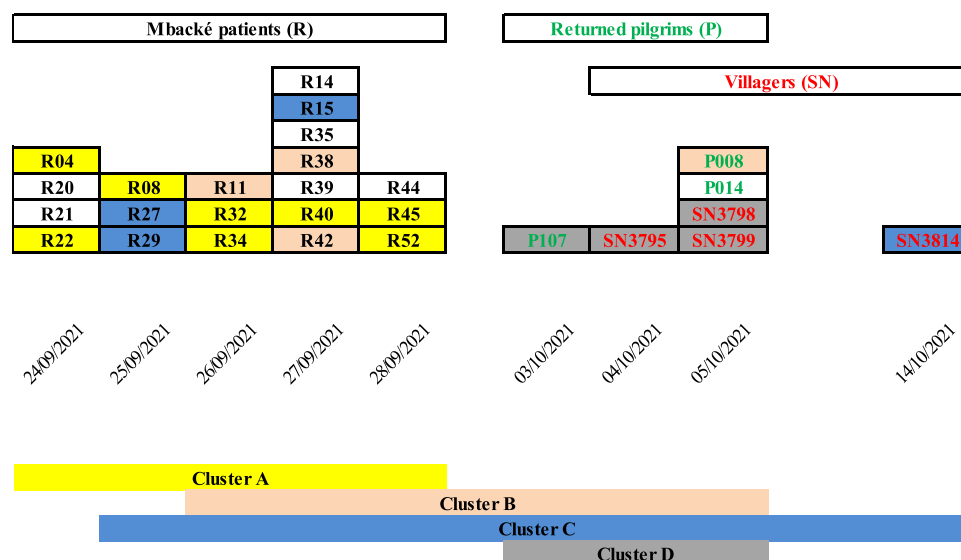 Mbacké patients (R) Returned pilgrims (P)
R14 Villagers (SN)
R15
R35
R04 R38 P008
R20 R08 R11 R39 R44 P014
R21 R27 R32 R40 R45 SN3798
R22 R29 R34 R42 R52 P107 SN3795 SN3799 SN3814
24/09/2021 25/09/2021 26/09/2021 27/09/2021 28/09/2021 03/10/2021 04/10/2021 05/10/2021 14/10/2021
Cluster A
Cluster B
Cluster C
Cluster D